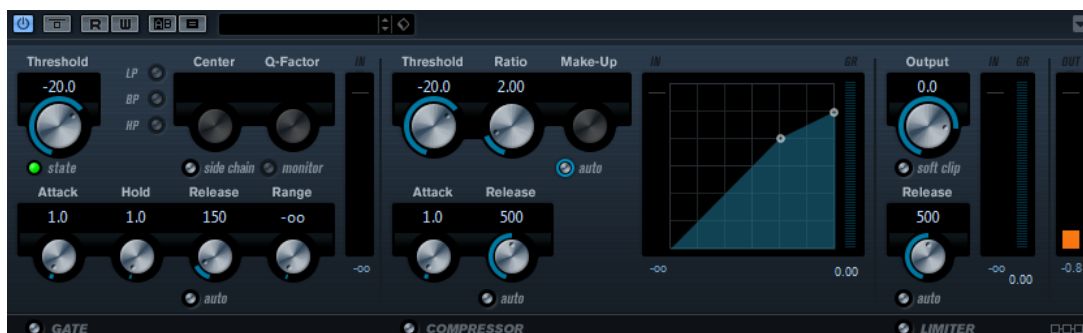 R W AB
Threshold Center Q-Factor IN Threshold Ratio Make-Up IN GR Output IN GR OUT
LP
-20.0 -20.0 2.00 0.0
BP
HP
state side chain monitor auto soft clip
Attack Hold Release Range Attack Release Release
1.0 1.0 150 -oo 1.0 500 500
-oo -oo 0.00 -oo 0.00 -0.8
auto auto auto
GATE COMPRESSOR LIMITER